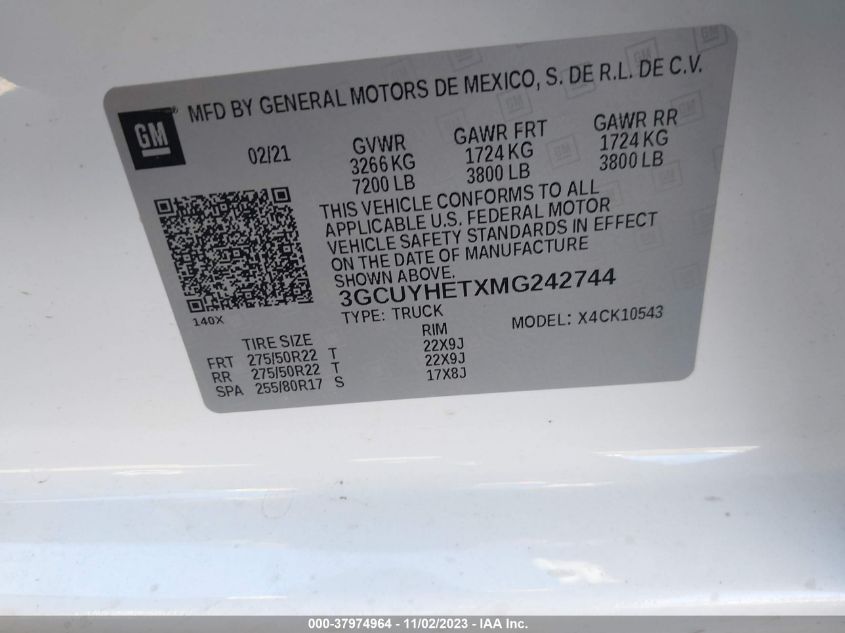 GM
® MFD BY GENERAL MOTORS DE MEXICO, S. DE R.L. DE C.V.
02/21 GVWR GAWR FRT GAWR RR
3266 KG 1724 KG 1724 KG
7200 LB 3800 LB 3800 LB
THIS VEHICLE CONFORMS TO ALL
APPLICABLE U.S. FEDERAL MOTOR
VEHICLE SAFETY STANDARDS IN EFFECT
ON THE DATE OF MANUFACTURE
SHOWN ABOVE.
3GCUYHETXMG242744
140X
TYPE: TRUCK MODEL: X4CK10543
TIRE SIZE RIM
FRT 275/50R22 T 22X9J
RR 275/50R22 T 22X9J
SPA 255/80R17 S 17X8J
000-37974964 - 11/02/2023 - IAA Inc.